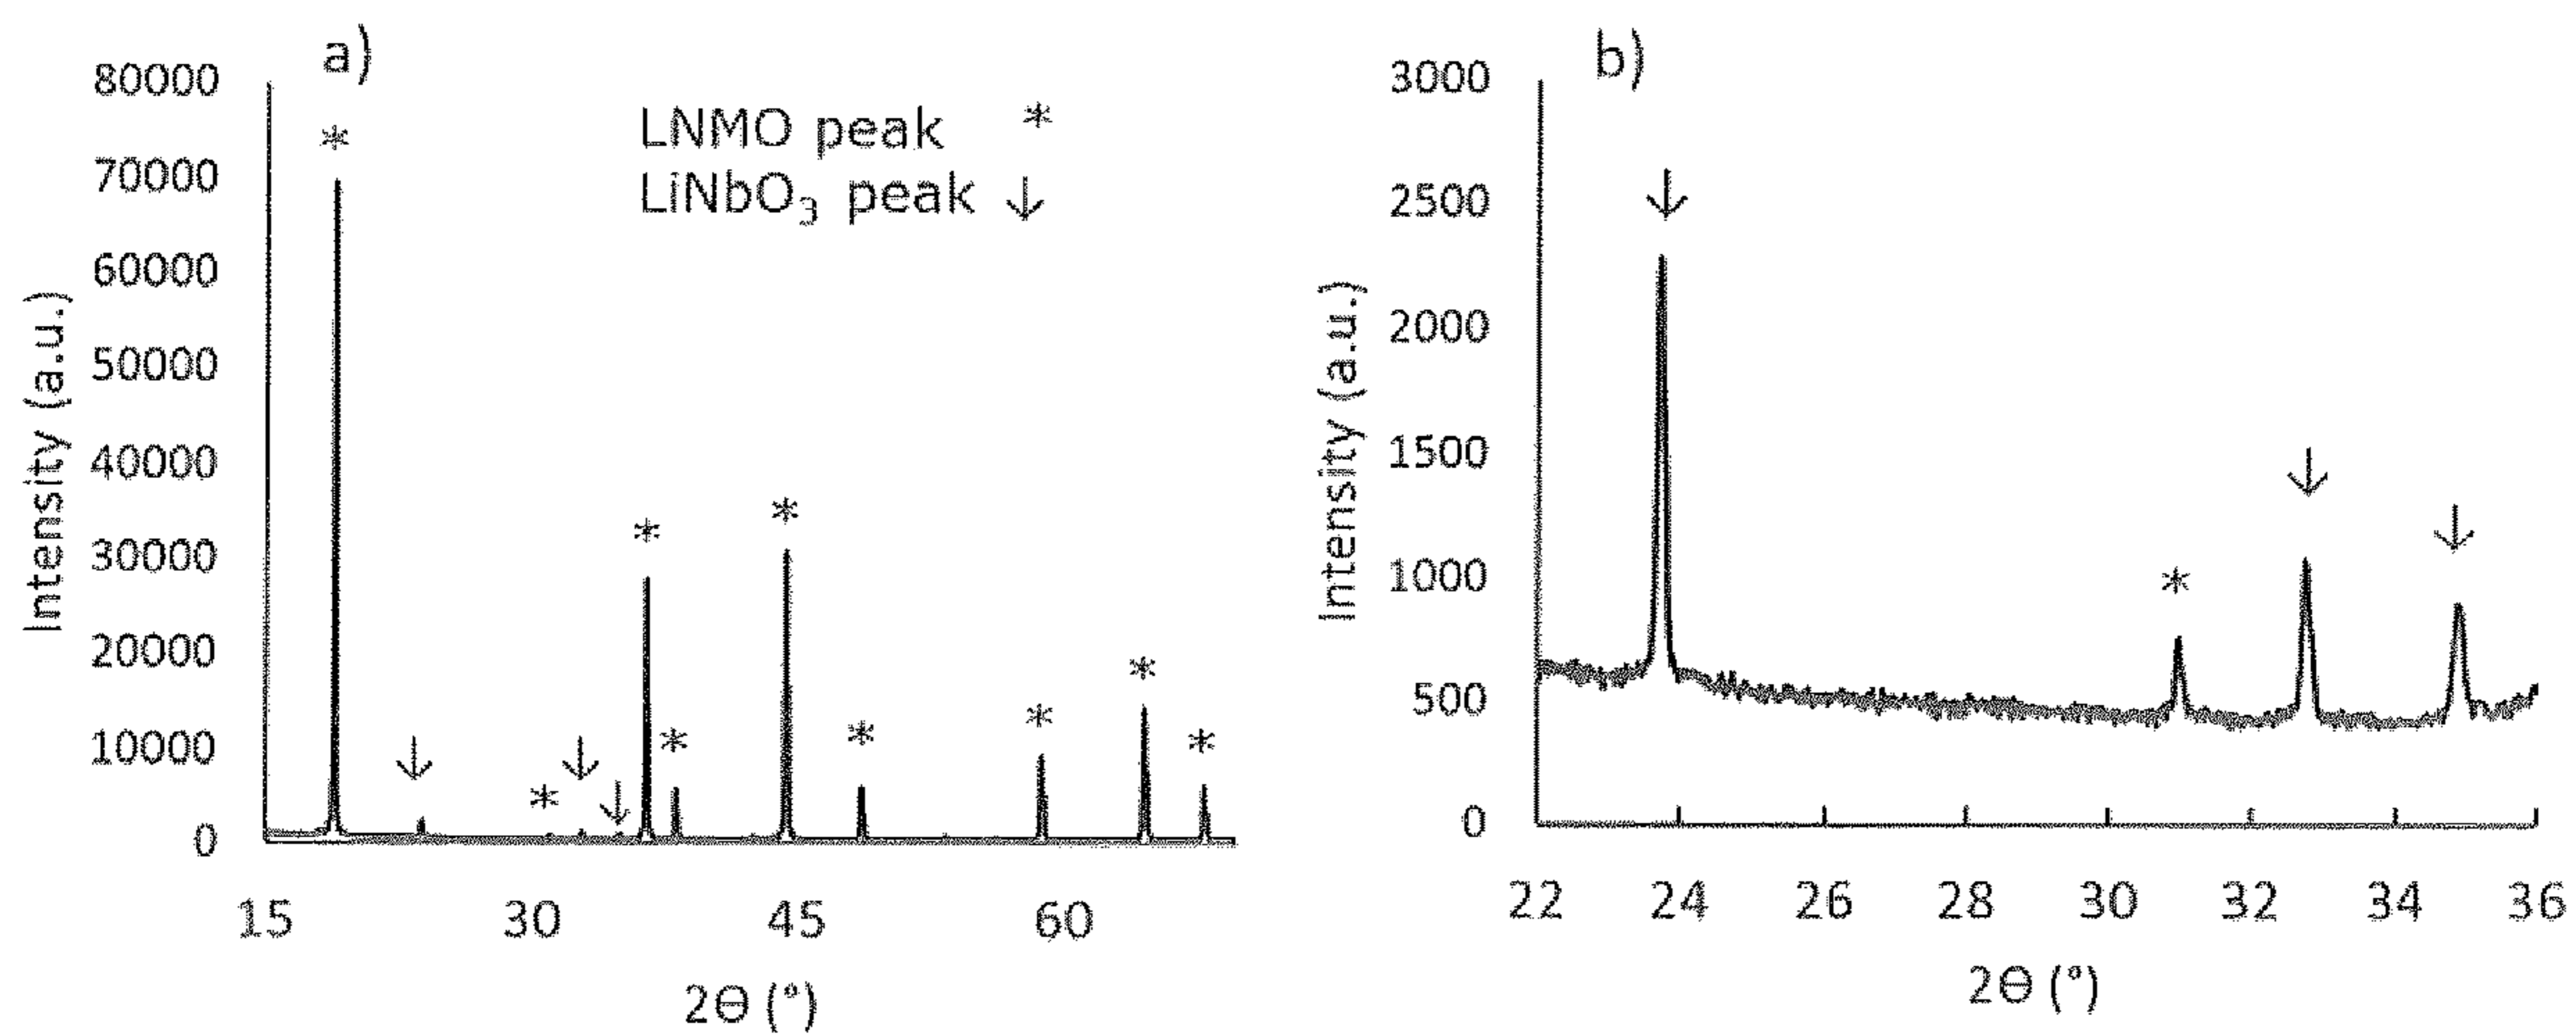 a)
80000
70000
60000
50000
40000
30000
20000
10000
0
Intensity (a.u.)
LNMO peak *
LiNbO₃ peak ↓
15 30 45 60
2Θ (°)
b)
3000
2500
2000
1500
1000
500
0
Intensity (a.u.)
22 24 26 28 30 32 34 36
2Θ (°)